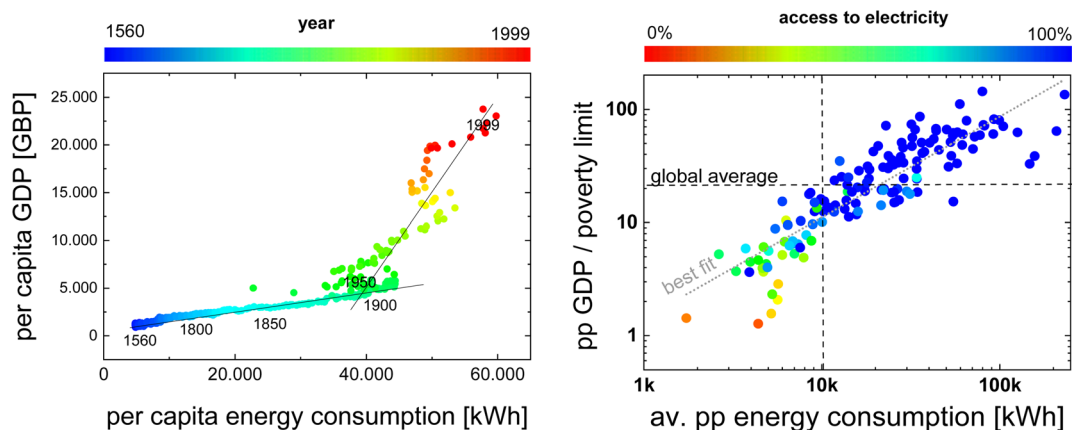 year
1560
1999
25.000
20.000
15.000
10.000
5.000
0
per capita GDP [GBP]
1999
1950
1900
1850
1800
1560
0
20.000
40.000
60.000
per capita energy consumption [kWh]
access to electricity
0%
100%
100
10
1
pp GDP / poverty limit
global average
best fit
1k
10k
100k
av. pp energy consumption [kWh]